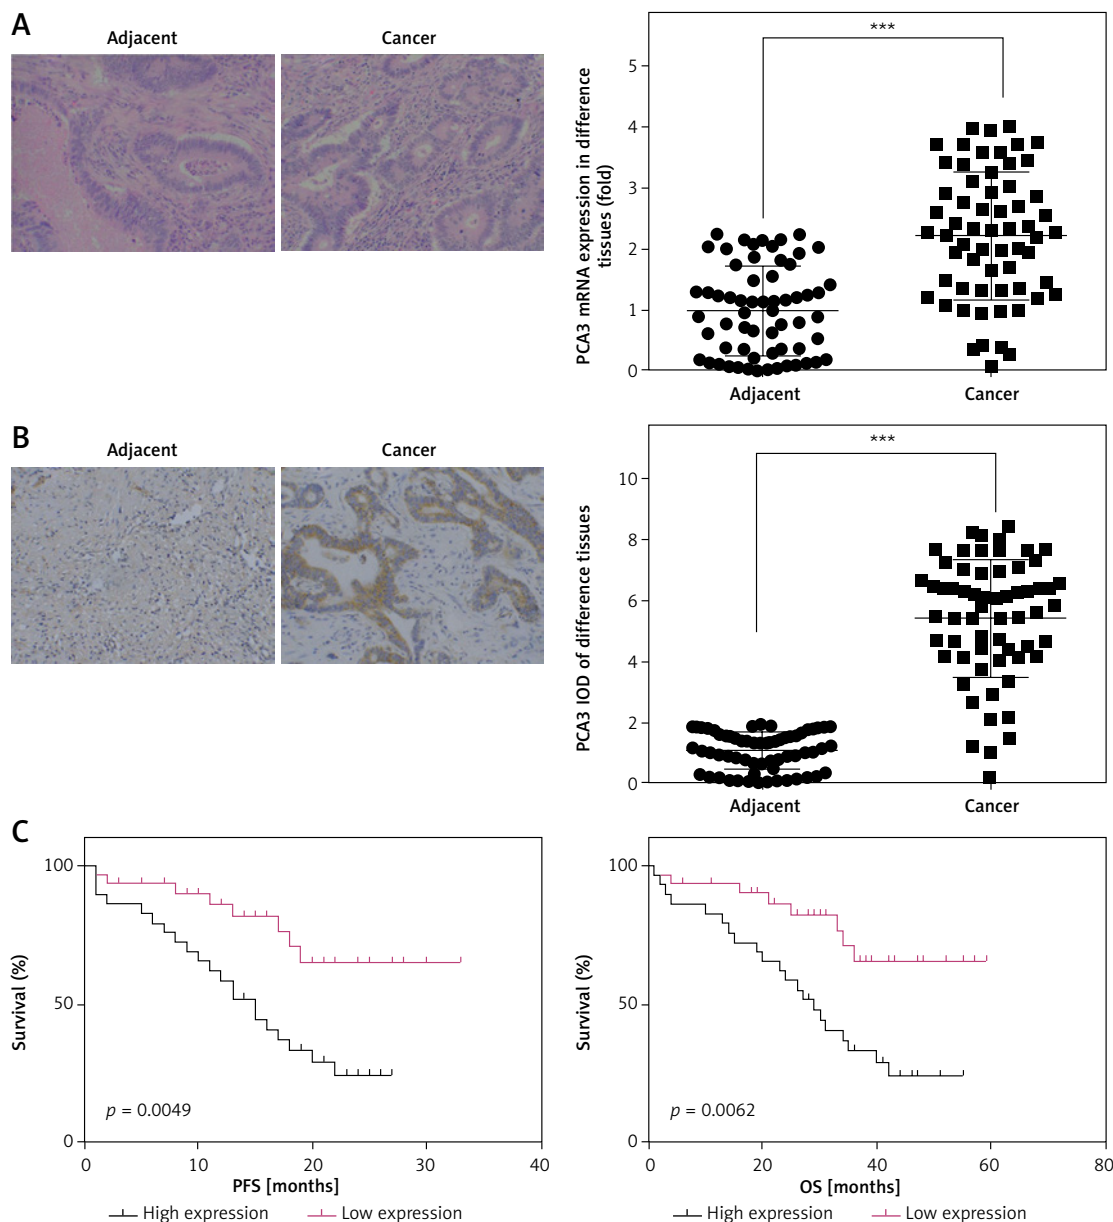 A
Adjacent
Cancer
PCA3 mRNA expression in difference
tissues (fold)
5
4
3
2
1
0
***
Adjacent
Cancer
B
Adjacent
Cancer
PCA3 IOD of difference tissues
10
8
6
4
2
0
***
Adjacent
Cancer
C
Survival (%)
100
50
0
p = 0.0049
0 10 20 30 40
PFS [months]
High expression Low expression
Survival (%)
100
50
0
p = 0.0062
0 20 40 60 80
OS [months]
High expression Low expression